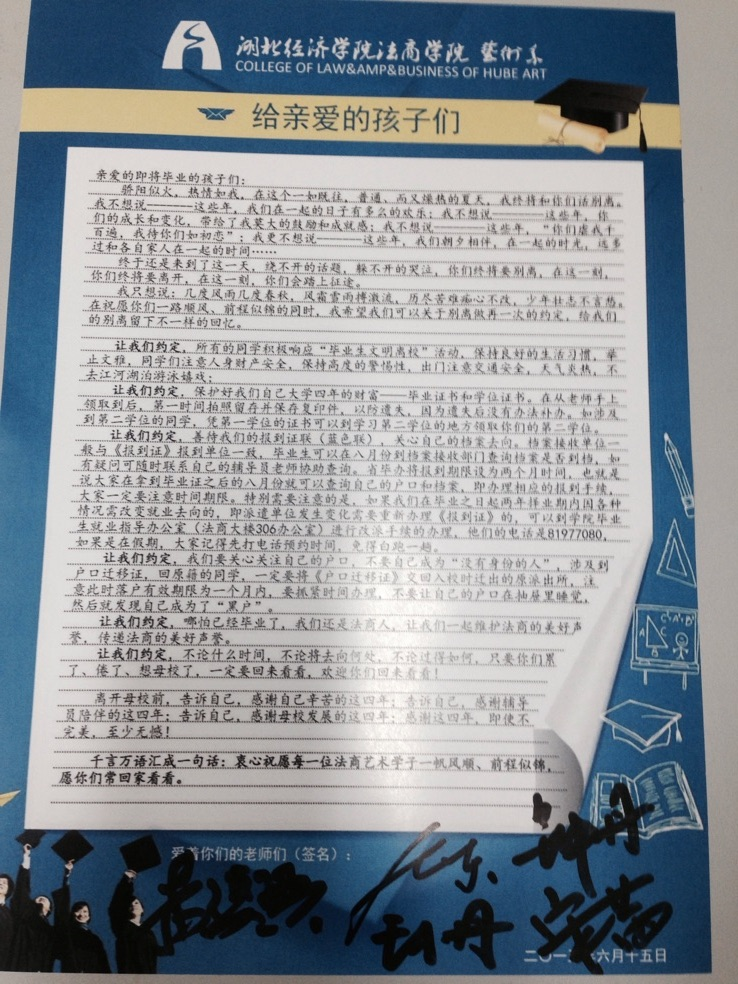 湖北经济学院法商学院 艺术系
COLLEGE OF LAW&AMP&BUSINESS OF HUBE ART
给亲爱的孩子们
亲爱的即将毕业的孩子们：
骄阳似火，热情如我，在这个一如既往，普通、而又燥热的夏天，我终将和你们话别离。
我不想说————这些年，我们在一起的日子有多么的欢乐；我不想说————这些年，你
们的成长和变化，带给了我莫大的鼓励和成就感；我不想说————这些年，“你们虐我千
百遍，我待你们如初恋”；我更不想说————这些年，我们朝夕相伴，在一起的时光，远多
过和各自家人在一起的时间……
终于还是来到了这一天，绕不开的话题，躲不开的哭泣，你们终将要别离，在这一刻，
你们终将要离开，在这一刻，你们会踏上征途。
我只想说：几度风雨几度春秋，风霜雪雨搏激流，历尽苦难痴心不改，少年壮志不言愁。
在祝愿你们一路顺风、前程似锦的同时，我希望我们可以关于别离做再一次的约定，给我们
的别离留下不一样的回忆。
让我们约定，所有的同学积极响应“毕业生文明离校”活动，保持良好的生活习惯，举
止文雅，同学们注意人身财产安全，保持高度的警惕性，出门注意交通安全，天气炎热，不
去江河湖泊游泳嬉戏；
让我们约定，保护好我们自己大学四年的财富——毕业证书和学位证书。在从老师手上
领取到后，第一时间拍照留存并保存复印件，以防遗失，因为遗失后没有办法补办。如涉及
到第二学位的同学，凭第一学位的证书可以到学习第二学位的地方领取你们的第二学位。
让我们约定，善待我们的报到证联（蓝色联），关心自己的档案去向。档案接收单位一
般与《报到证》报到单位一致，毕业生可以在八月份到档案接收部门查询档案是否到档，如
有疑问可随时联系自己的辅导员老师协助查询。省毕办将报到期限设为两个月时间，也就是
说大家在拿到毕业证之后的八月份就可以查询自己的户口和档案，即办理相应的报到手续，
大家一定要注意时间期限。特别需要注意的是，如果我们在毕业之日起两年择业期内因各种
情况需改变就业去向的，即派遣单位发生变化需要重新办理《报到证》的，可以到学院毕业
生就业指导办公室（法商大楼306办公室）进行改派手续的办理，他们的电话是81977080，
如果是在假期，大家记得先打电话预约时间，免得白跑一趟。
让我们约定，我们要关心关注自己的户口，不要自己成为“没有身份的人”，涉及到
户口迁移证，回原籍的同学，一定要将《户口迁移证》交回入校时迁出的原派出所，注
意此时落户有效期限为一个月内，要抓紧时间办理，不要让自己的户口在抽屉里睡觉，
然后就发现自己成为了“黑户”。
让我们约定，哪怕已经毕业了，我们还是法商人，让我们一起维护法商的美好声
誉，传递法商的美好声誉。
让我们约定，不论什么时间，不论将去向何处，不论过得如何，只要你们累
了、倦了、想母校了，一定要回来看看，欢迎你们回来看看！
离开母校前，告诉自己，感谢自己辛苦的这四年；告诉自己，感谢辅导
员陪伴的这四年；告诉自己，感谢母校发展的这四年；感谢这四年，即使不
完美，至少无憾！
千言万语汇成一句话：衷心祝愿每一位法商艺术学子一帆风顺、前程似锦，
愿你们常回家看看。
爱着你们的老师们（签名）：
二〇一五年六月十五日